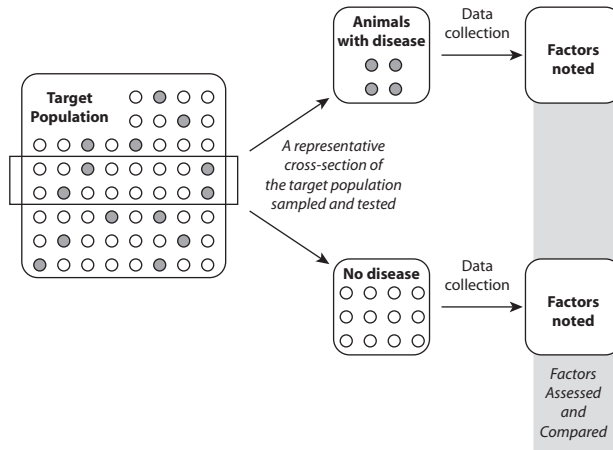 Target
Population
Animals
with disease
Data
collection
Factors
noted
A representative
cross-section of
the target population
sampled and tested
No disease
Data
collection
Factors
noted
Factors
Assessed
and
Compared